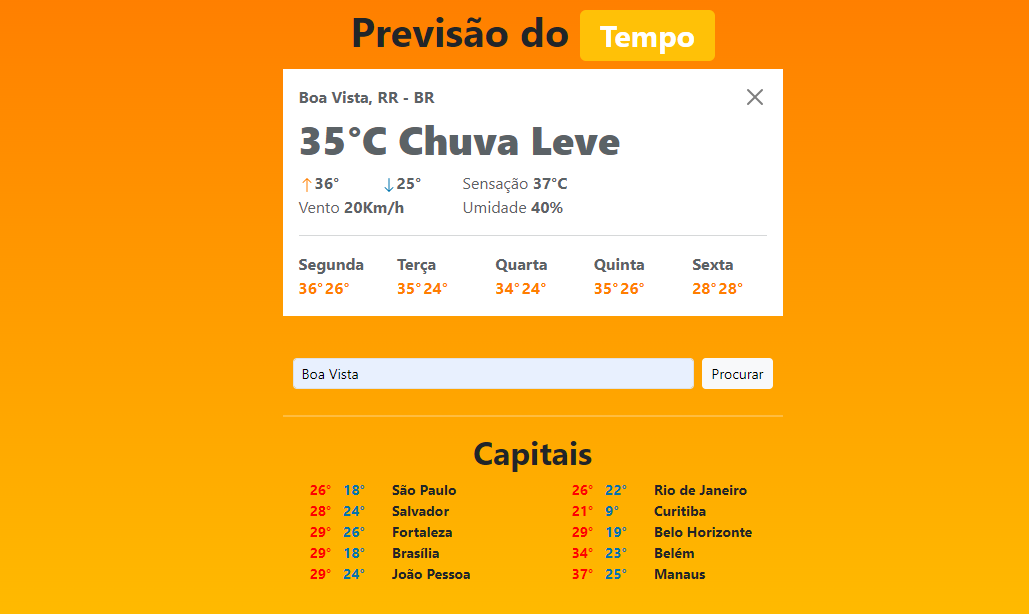 Previsão do Tempo
Boa Vista, RR - BR
35°C Chuva Leve
↑36° ↓25° Sensação 37°C
Vento 20Km/h Umidade 40%
Segunda Terça Quarta Quinta Sexta
36°26° 35°24° 34°24° 35°26° 28°28°
Boa Vista Procurar
Capitais
26° 18° São Paulo 26° 22° Rio de Janeiro
28° 24° Salvador 21° 9° Curitiba
29° 26° Fortaleza 29° 19° Belo Horizonte
29° 18° Brasília 34° 23° Belém
29° 24° João Pessoa 37° 25° Manaus